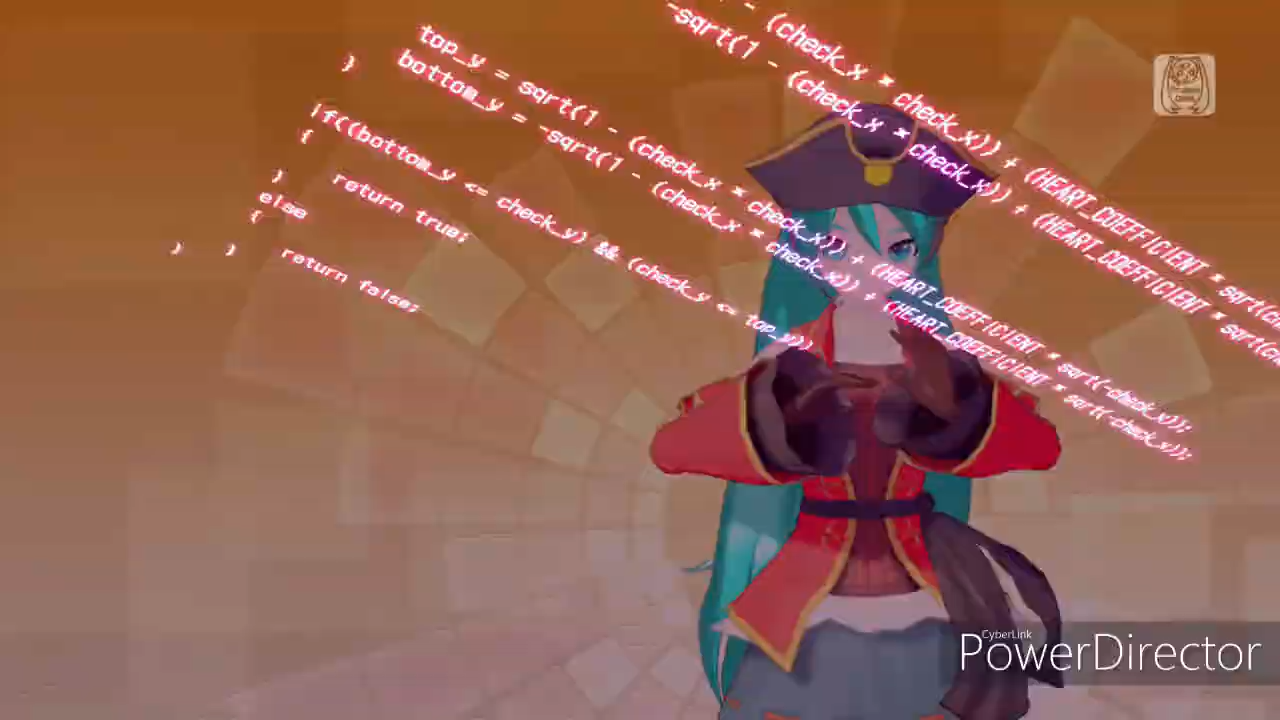 - (check_x * check_x)) + (HEART_COEFFICIENT * sqrt(
-sqrt(1 - (check_x * check_x)) + (HEART_COEFFICIENT * sqrt(
top_y = sqrt(1 - (check_x * check_x)) + (HEART_COEFFICIENT * sqrt(-check_x));
bottom_y = -sqrt(1 - (check_x * check_x)) + (HEART_COEFFICIENT * sqrt(-check_x));
}
if((bottom_y <= check_y) && (check_y <= top_y))
{
return true;
}
else
{
return false;
}
}
CyberLink
PowerDirector